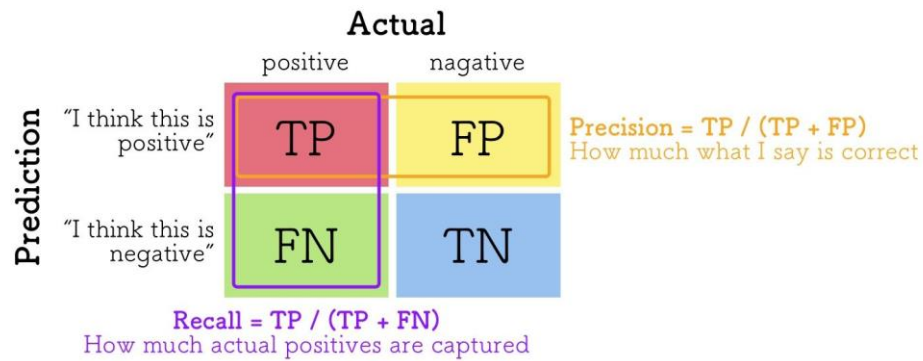 Actual
positive nagative
Prediction
"I think this is
positive"
TP FP
Precision = TP / (TP + FP)
How much what I say is correct
"I think this is
negative"
FN TN
Recall = TP / (TP + FN)
How much actual positives are captured